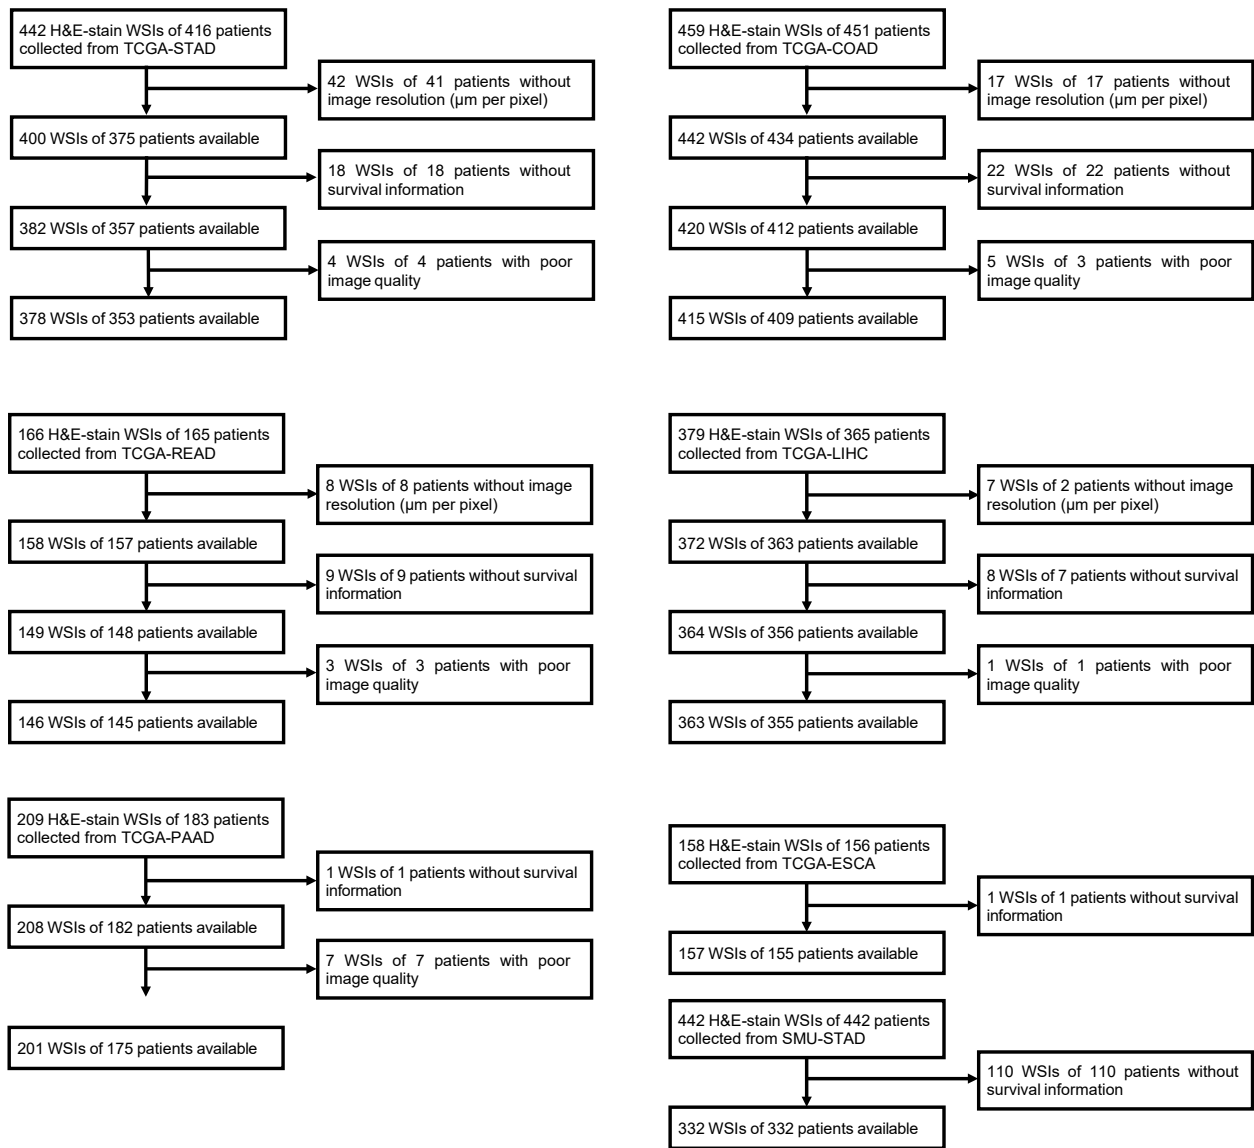 442 H&E-stain WSIs of 416 patients
collected from TCGA-STAD
42 WSIs of 41 patients without
image resolution (µm per pixel)
400 WSIs of 375 patients available
18 WSIs of 18 patients without
survival information
382 WSIs of 357 patients available
4 WSIs of 4 patients with poor
image quality
378 WSIs of 353 patients available
459 H&E-stain WSIs of 451 patients
collected from TCGA-COAD
17 WSIs of 17 patients without
image resolution (µm per pixel)
442 WSIs of 434 patients available
22 WSIs of 22 patients without
survival information
420 WSIs of 412 patients available
5 WSIs of 3 patients with poor
image quality
415 WSIs of 409 patients available
166 H&E-stain WSIs of 165 patients
collected from TCGA-READ
8 WSIs of 8 patients without image
resolution (µm per pixel)
158 WSIs of 157 patients available
9 WSIs of 9 patients without survival
information
149 WSIs of 148 patients available
3 WSIs of 3 patients with poor
image quality
146 WSIs of 145 patients available
379 H&E-stain WSIs of 365 patients
collected from TCGA-LIHC
7 WSIs of 2 patients without image
resolution (µm per pixel)
372 WSIs of 363 patients available
8 WSIs of 7 patients without survival
information
364 WSIs of 356 patients available
1 WSIs of 1 patients with poor
image quality
363 WSIs of 355 patients available
209 H&E-stain WSIs of 183 patients
collected from TCGA-PAAD
1 WSIs of 1 patients without survival
information
208 WSIs of 182 patients available
7 WSIs of 7 patients with poor
image quality
201 WSIs of 175 patients available
158 H&E-stain WSIs of 156 patients
collected from TCGA-ESCA
1 WSIs of 1 patients without survival
information
157 WSIs of 155 patients available
442 H&E-stain WSIs of 442 patients
collected from SMU-STAD
110 WSIs of 110 patients without
survival information
332 WSIs of 332 patients available